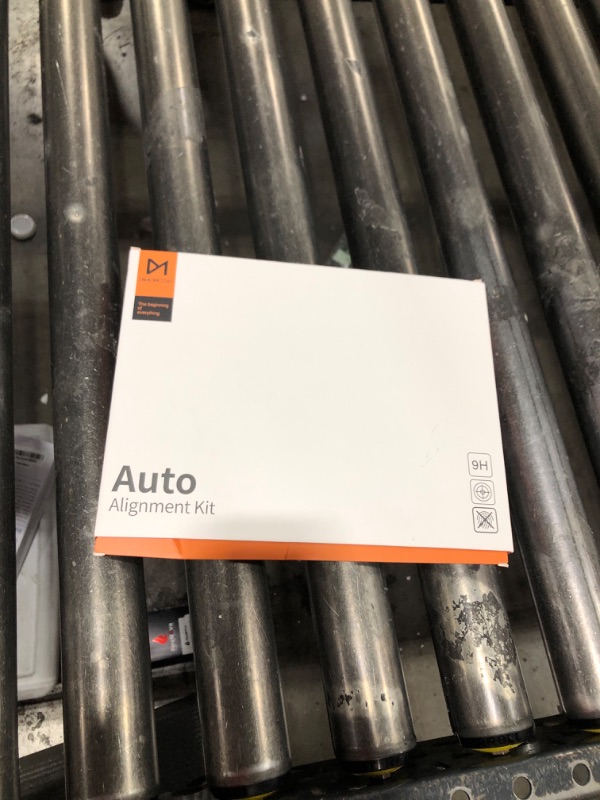 The beginning
of
everything
Auto
Alignment Kit
9H